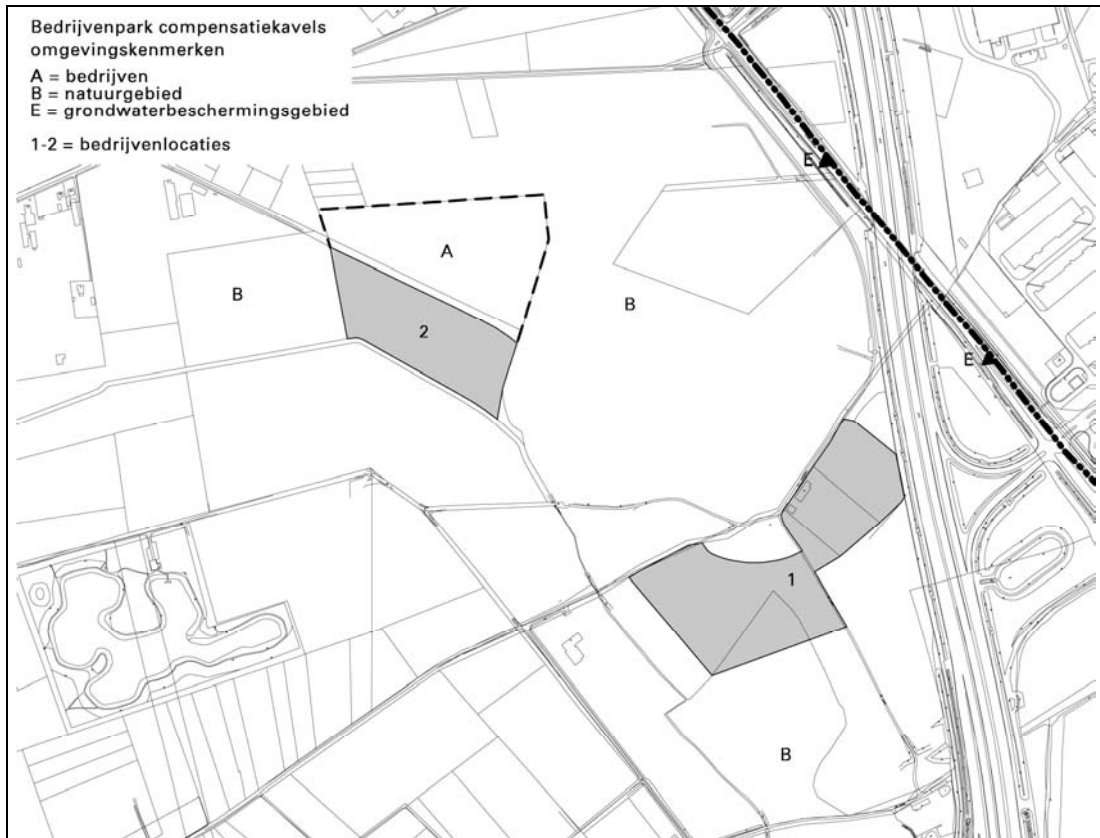 Bedrijvenpark compensatiekavels
omgevingskenmerken
A = bedrijven
B = natuurgebied
E = grondwaterbeschermingsgebied
1-2 = bedrijvenlocaties
E
A
B
B
2
E
1
B